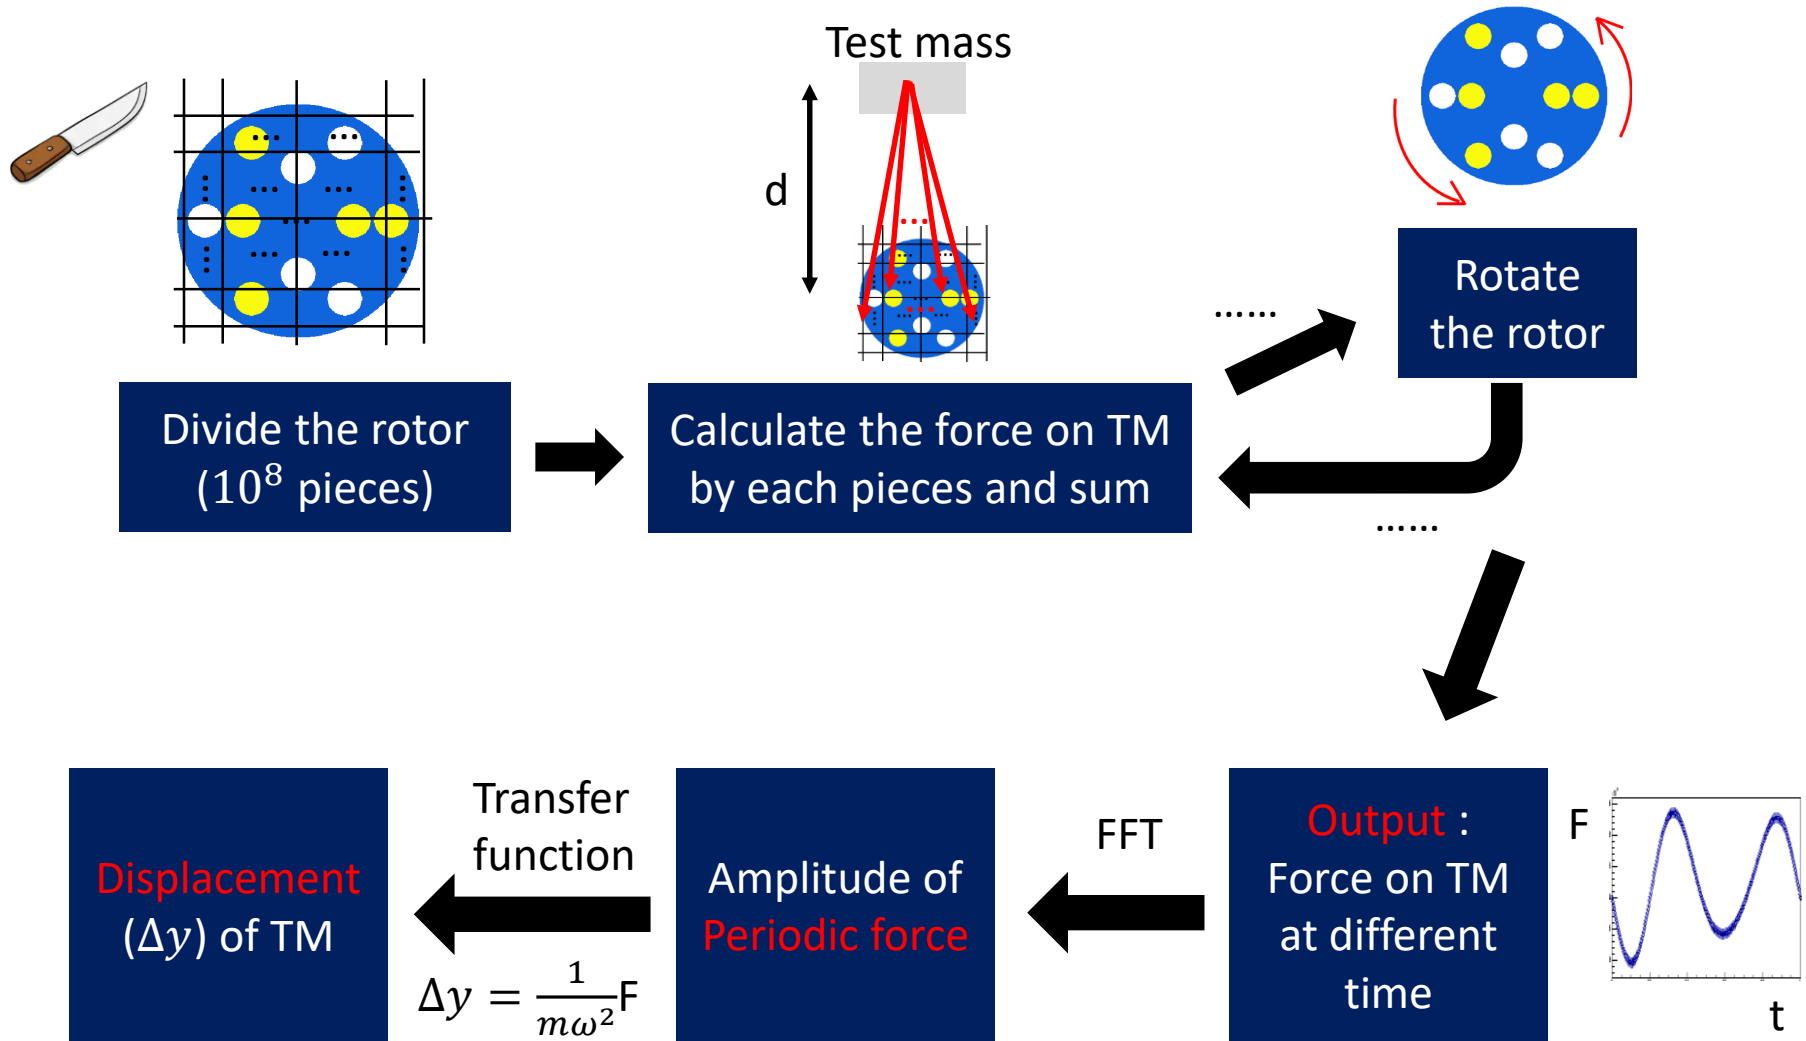 Test mass
d
Divide the rotor
(10⁸ pieces)
Calculate the force on TM
by each pieces and sum
......
Rotate
the rotor
......
Displacement
(Δy) of TM
Transfer
function
Δy = 1/mω² F
Amplitude of
Periodic force
FFT
Output :
Force on TM
at different
time
F
t